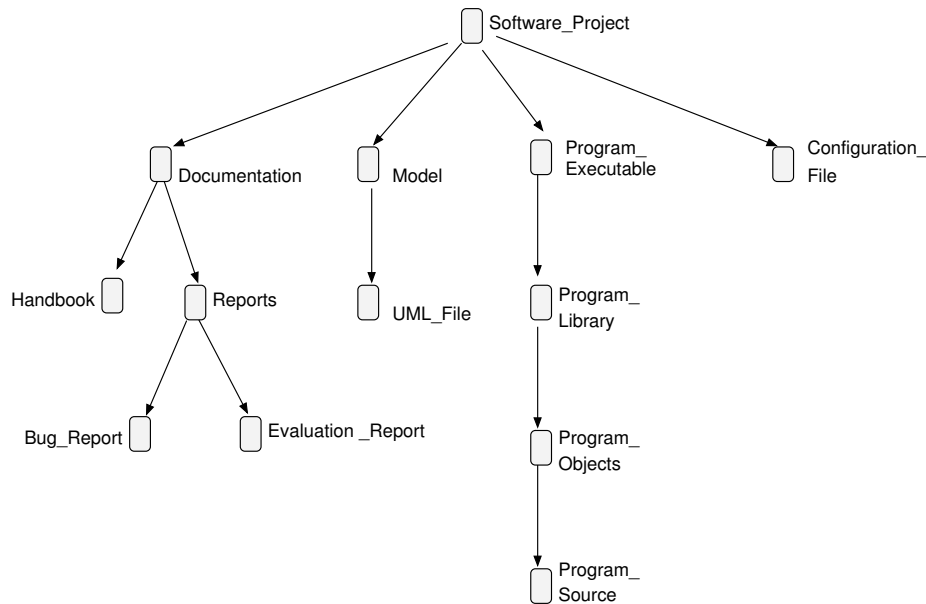 Software_Project
Documentation
Model
Program_
Executable
Configuration_
File
Handbook
Reports
UML_File
Program_
Library
Bug_Report
Evaluation _Report
Program_
Objects
Program_
Source